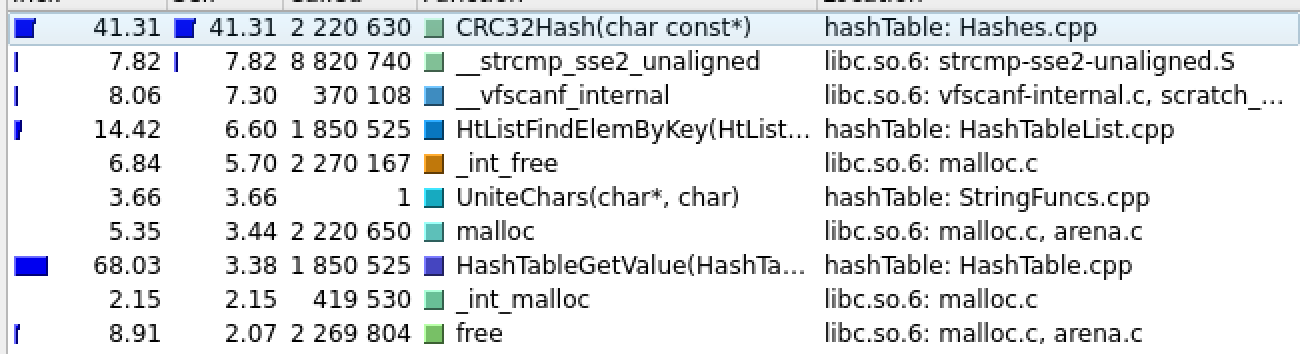 41.31 41.31 2 220 630 CRC32Hash(char const*) hashTable: Hashes.cpp
7.82 7.82 8 820 740 __strcmp_sse2_unaligned libc.so.6: strcmp-sse2-unaligned.S
8.06 7.30 370 108 __vfscanf_internal libc.so.6: vfscanf-internal.c, scratch_...
14.42 6.60 1 850 525 HtListFindElemByKey(HtList... hashTable: HashTableList.cpp
6.84 5.70 2 270 167 _int_free libc.so.6: malloc.c
3.66 3.66 1 UniteChars(char*, char) hashTable: StringFuncs.cpp
5.35 3.44 2 220 650 malloc libc.so.6: malloc.c, arena.c
68.03 3.38 1 850 525 HashTableGetValue(HashTa... hashTable: HashTable.cpp
2.15 2.15 419 530 _int_malloc libc.so.6: malloc.c
8.91 2.07 2 269 804 free libc.so.6: malloc.c, arena.c